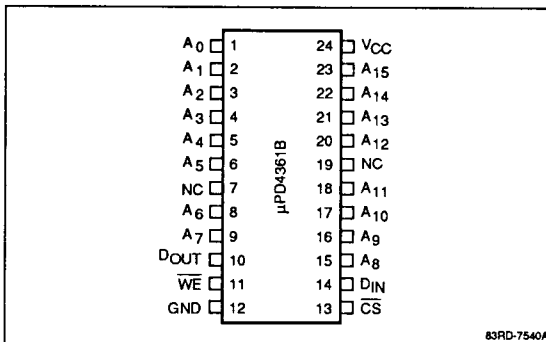 A0 1 24 VCC
A1 2 23 A15
A2 3 22 A14
A3 4 21 A13
A4 5 20 A12
A5 6 19 NC
NC 7 18 A11
A6 8 17 A10
A7 9 16 A9
DOUT 10 15 A8
W̅E̅ 11 14 DIN
GND 12 13 C̅S̅
μPD4361B
83RD-7540A